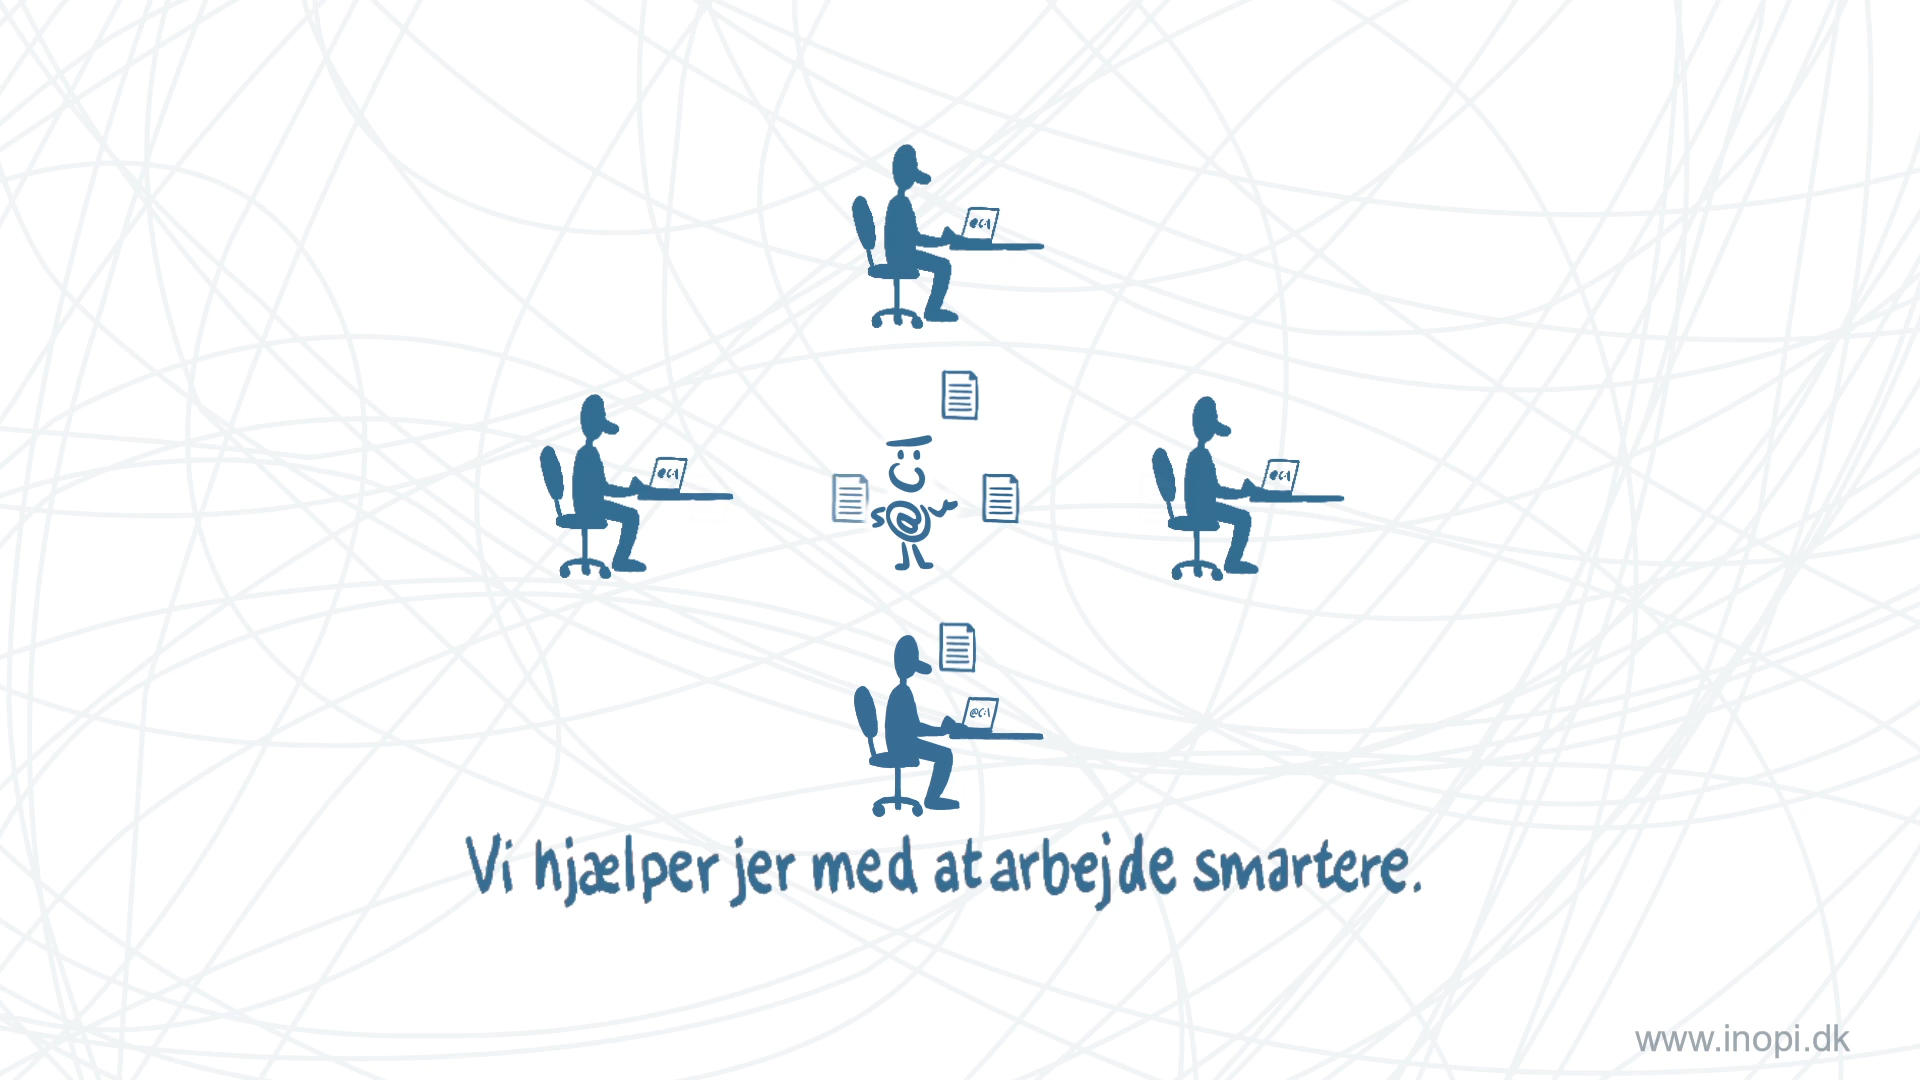 @C:\
@C:\
@C:\
@C:\
Vi hjælper jer med at arbejde smartere.
www.inopi.dk